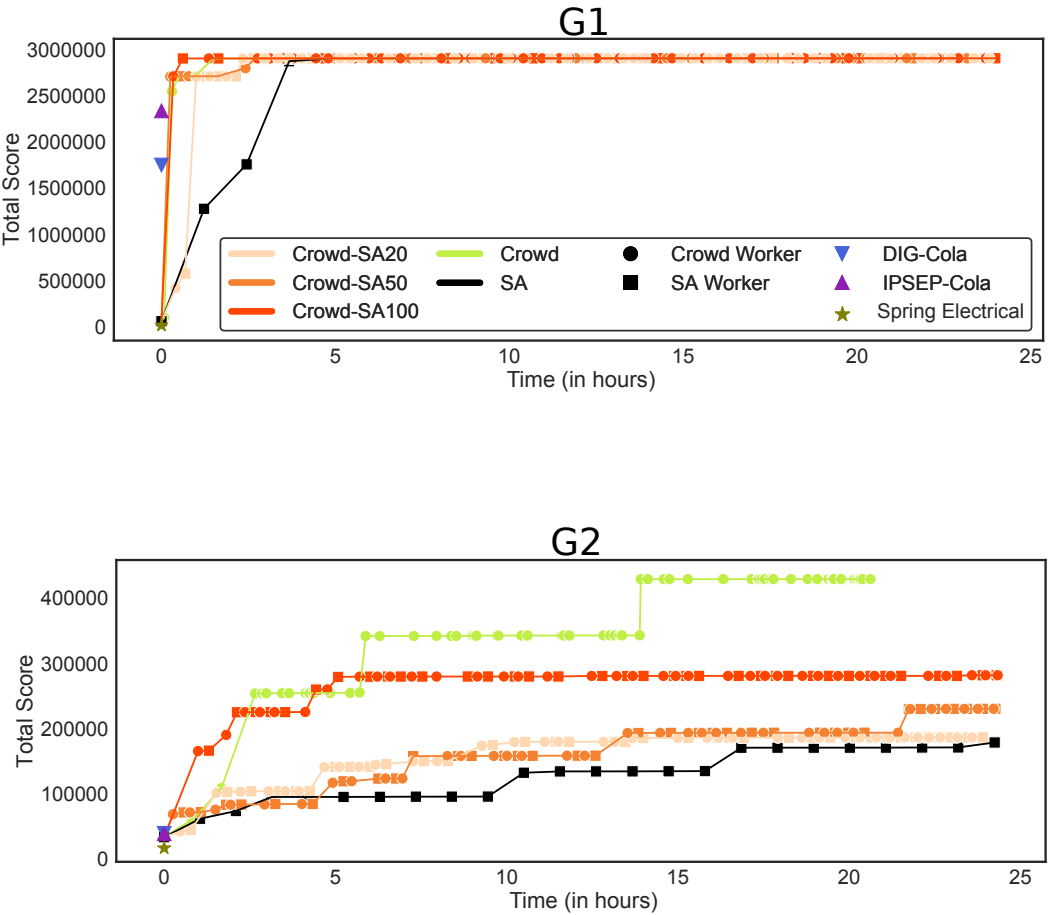 G1
3000000
2500000
2000000
1500000
1000000
500000
0
Total Score
Crowd-SA20 Crowd Crowd Worker DIG-Cola
Crowd-SA50 SA SA Worker IPSEP-Cola
Crowd-SA100 Spring Electrical
0 5 10 15 20 25
Time (in hours)
G2
400000
300000
200000
100000
0
Total Score
0 5 10 15 20 25
Time (in hours)